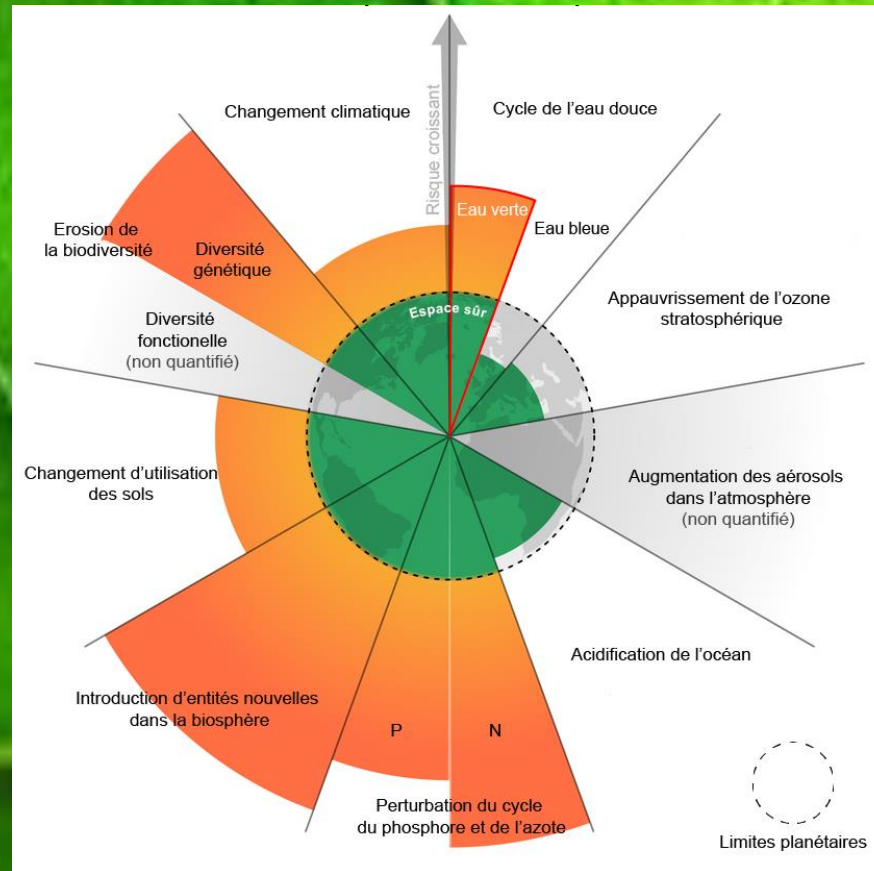 Changement climatique
Risque croissant
Cycle de l'eau douce
Eau verte
Eau bleue
Erosion de
la biodiversité
Diversité
génétique
Appauvrissement de l'ozone
stratosphérique
Espace sûr
Diversité
fonctionelle
(non quantifié)
Changement d'utilisation
des sols
Augmentation des aérosols
dans l'atmosphère
(non quantifié)
Acidification de l'océan
Introduction d'entités nouvelles
dans la biosphère
P
N
Perturbation du cycle
du phosphore et de l'azote
Limites planétaires